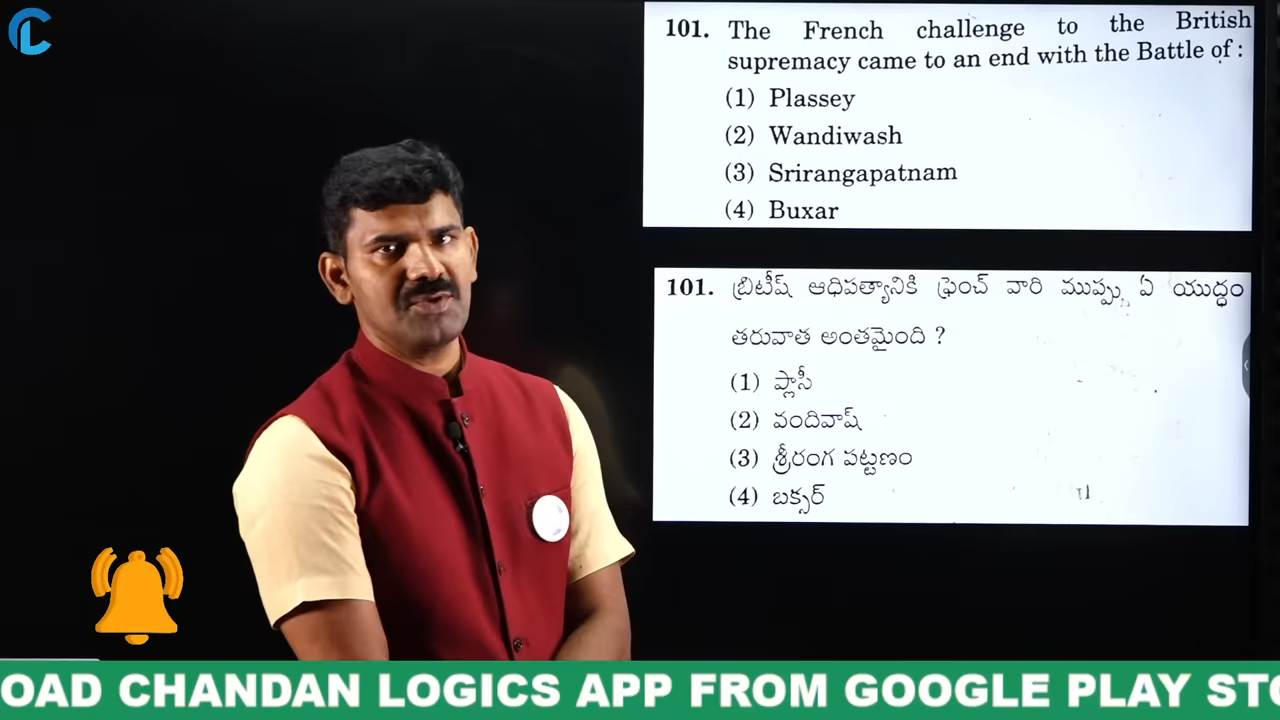 101. The French challenge to the British
supremacy came to an end with the Battle of :
(1) Plassey
(2) Wandiwash
(3) Srirangapatnam
(4) Buxar
101. బ్రిటీష్ ఆధిపత్యానికి ఫ్రెంచ్ వారి ముప్పు ఏ యుద్ధం
తరువాత అంతమైంది ?
(1) ప్లాసీ
(2) వందివాష్
(3) శ్రీరంగ పట్టణం
(4) బక్సర్
OAD CHANDAN LOGICS APP FROM GOOGLE PLAY STO